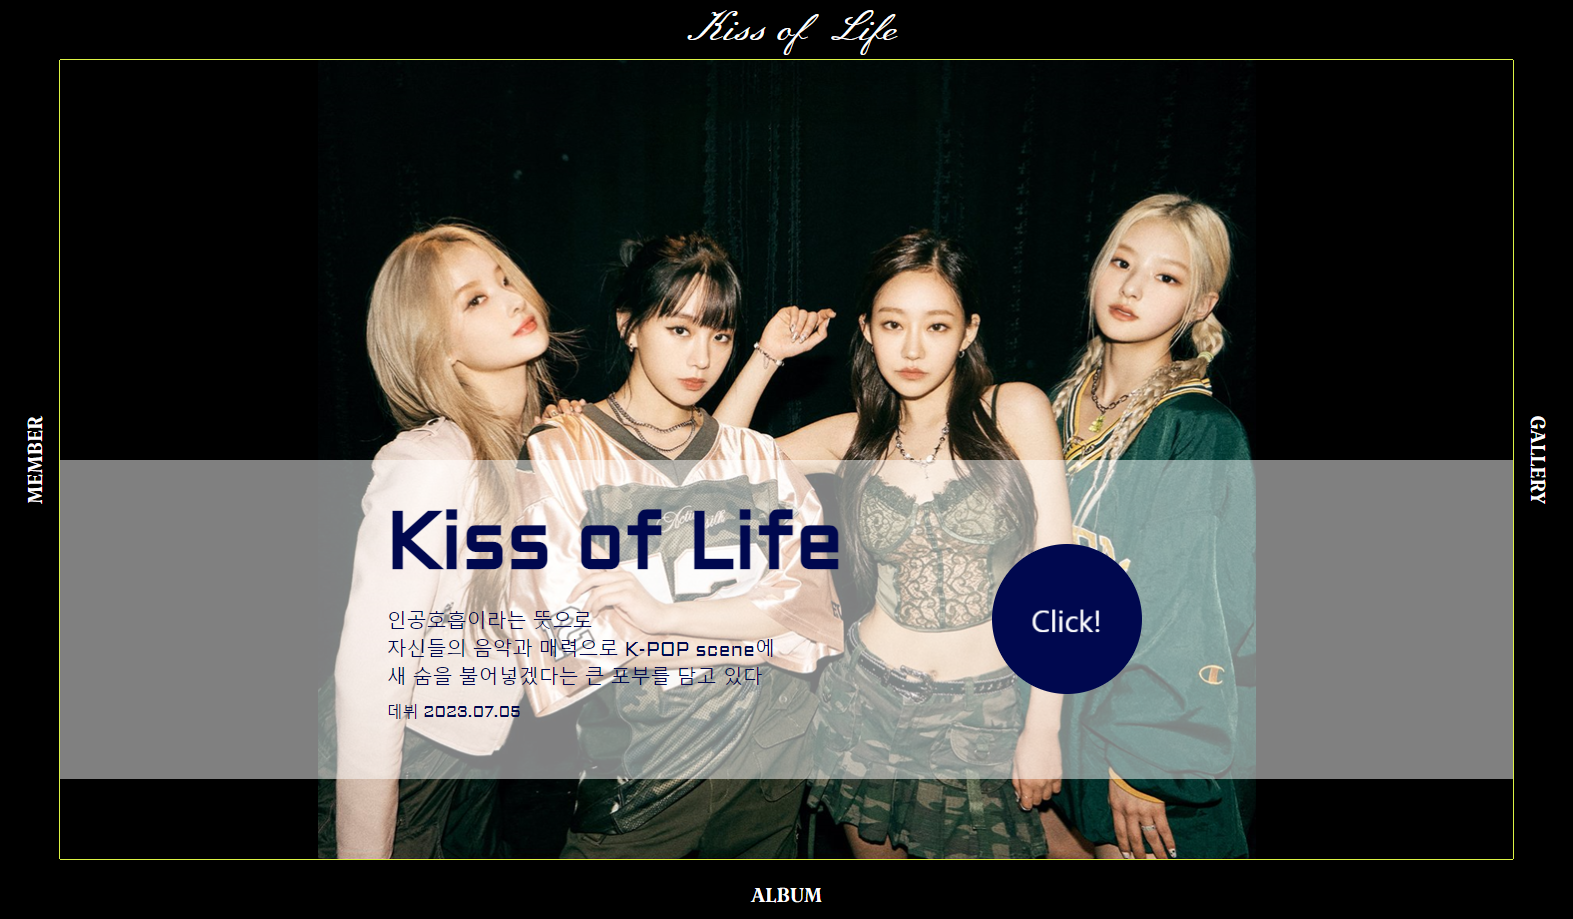 Kiss of Life
MEMBER
GALLERY
Kiss of Life
인공호흡이라는 뜻으로
자신들의 음악과 매력으로 K-POP scene에
새 숨을 불어넣겠다는 큰 포부를 담고 있다
데뷔 2023.07.05
Click!
ALBUM